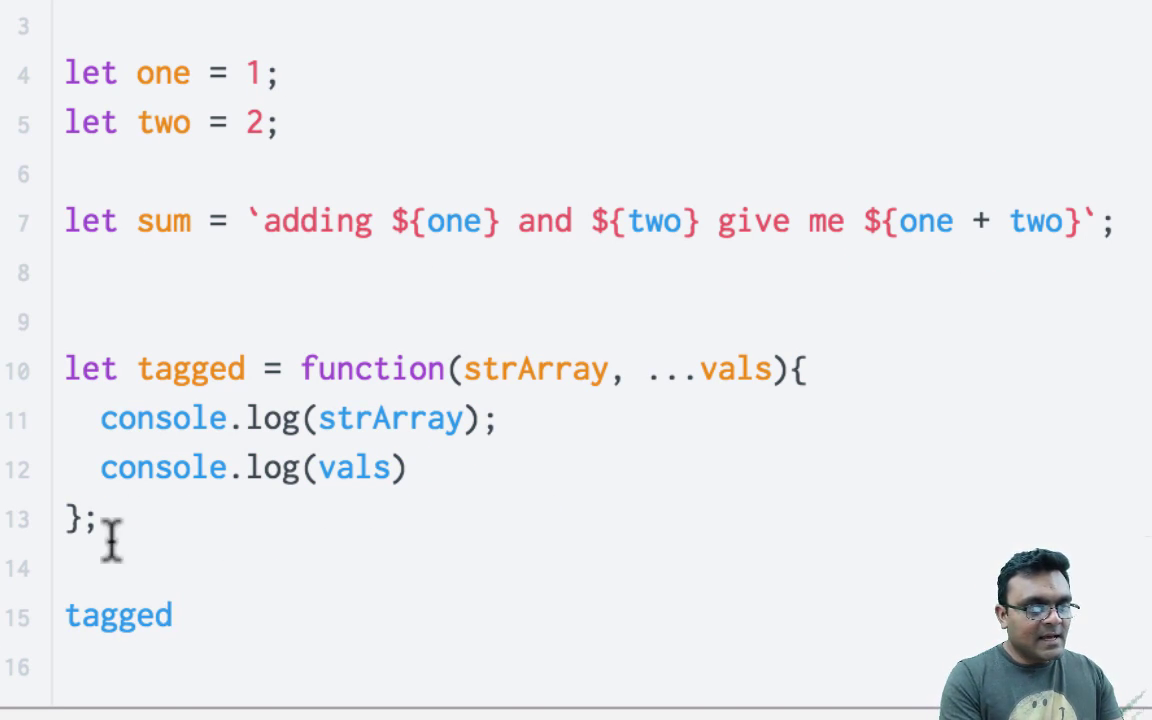 3
4 let one = 1;
5 let two = 2;
6
7 let sum = `adding ${one} and ${two} give me ${one + two}`;
8
9
10 let tagged = function(strArray, ...vals){
11   console.log(strArray);
12   console.log(vals)
13 };
14
15 tagged
16